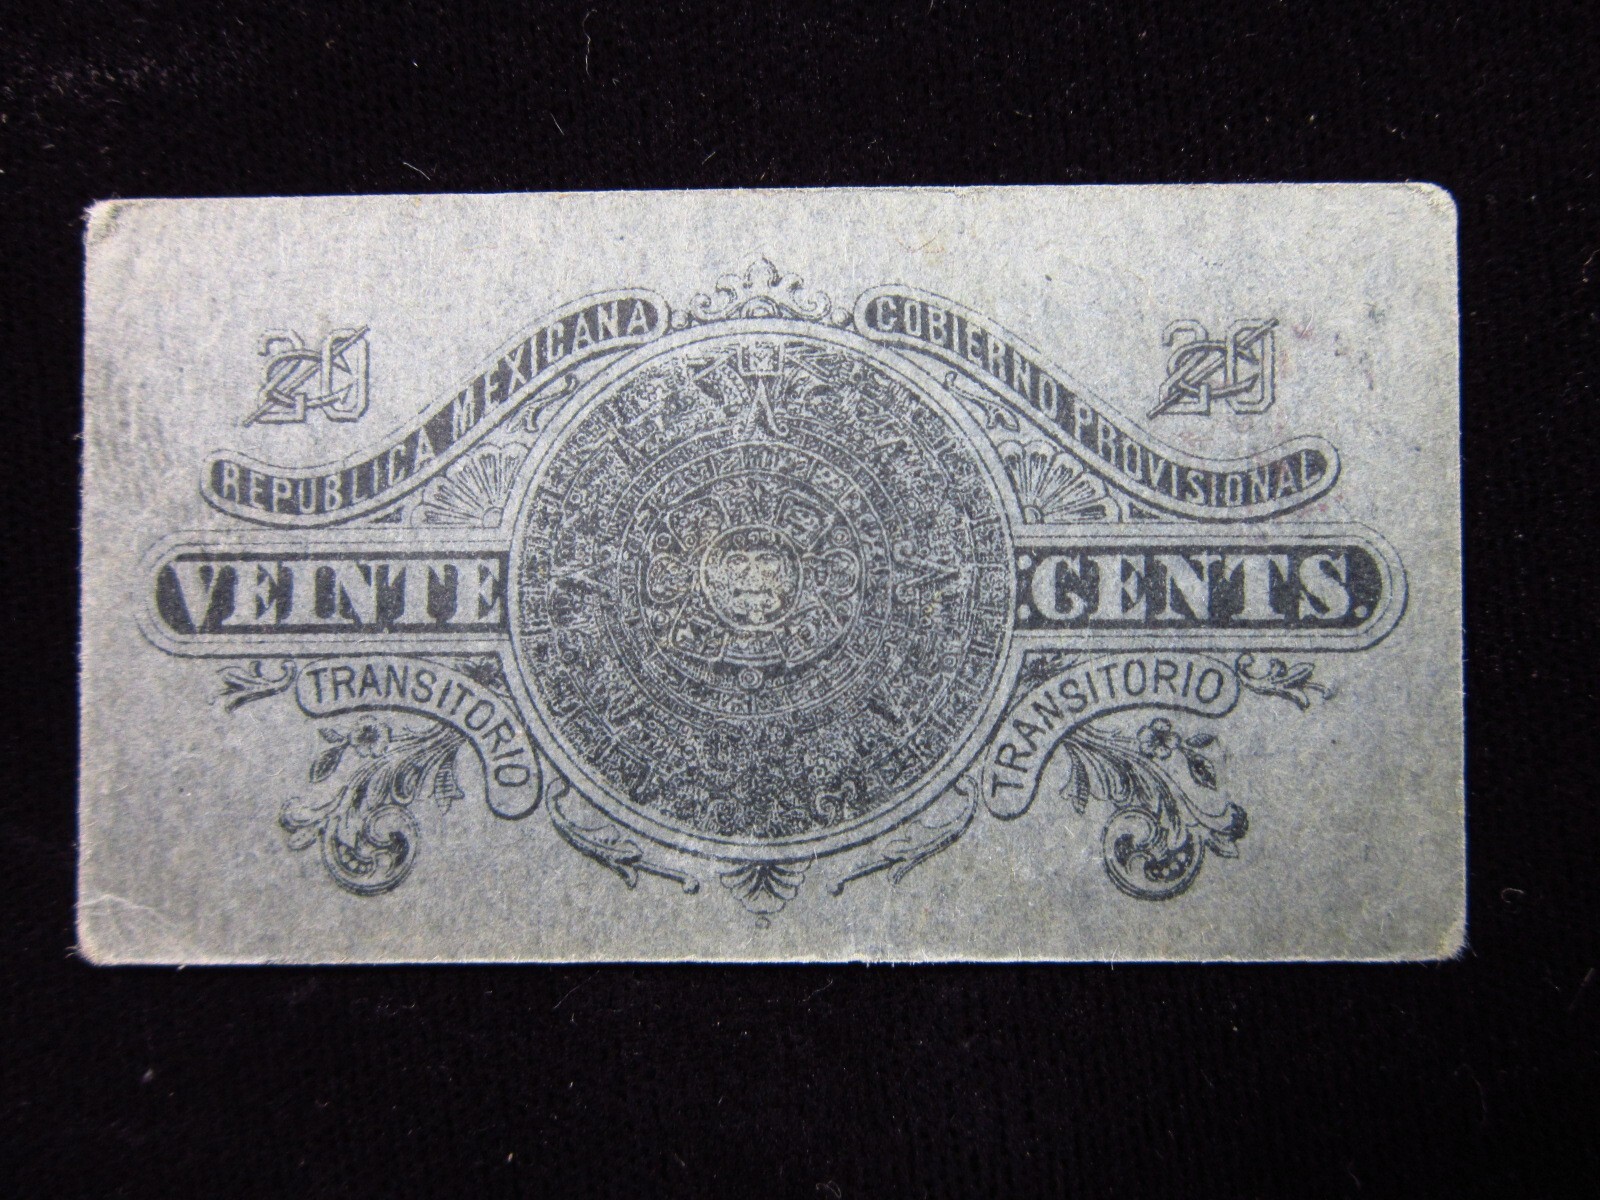 20 20
REPUBLICA MEXICANA
GOBIERNO PROVISIONAL
VEINTE CENTS.
TRANSITORIO TRANSITORIO
G